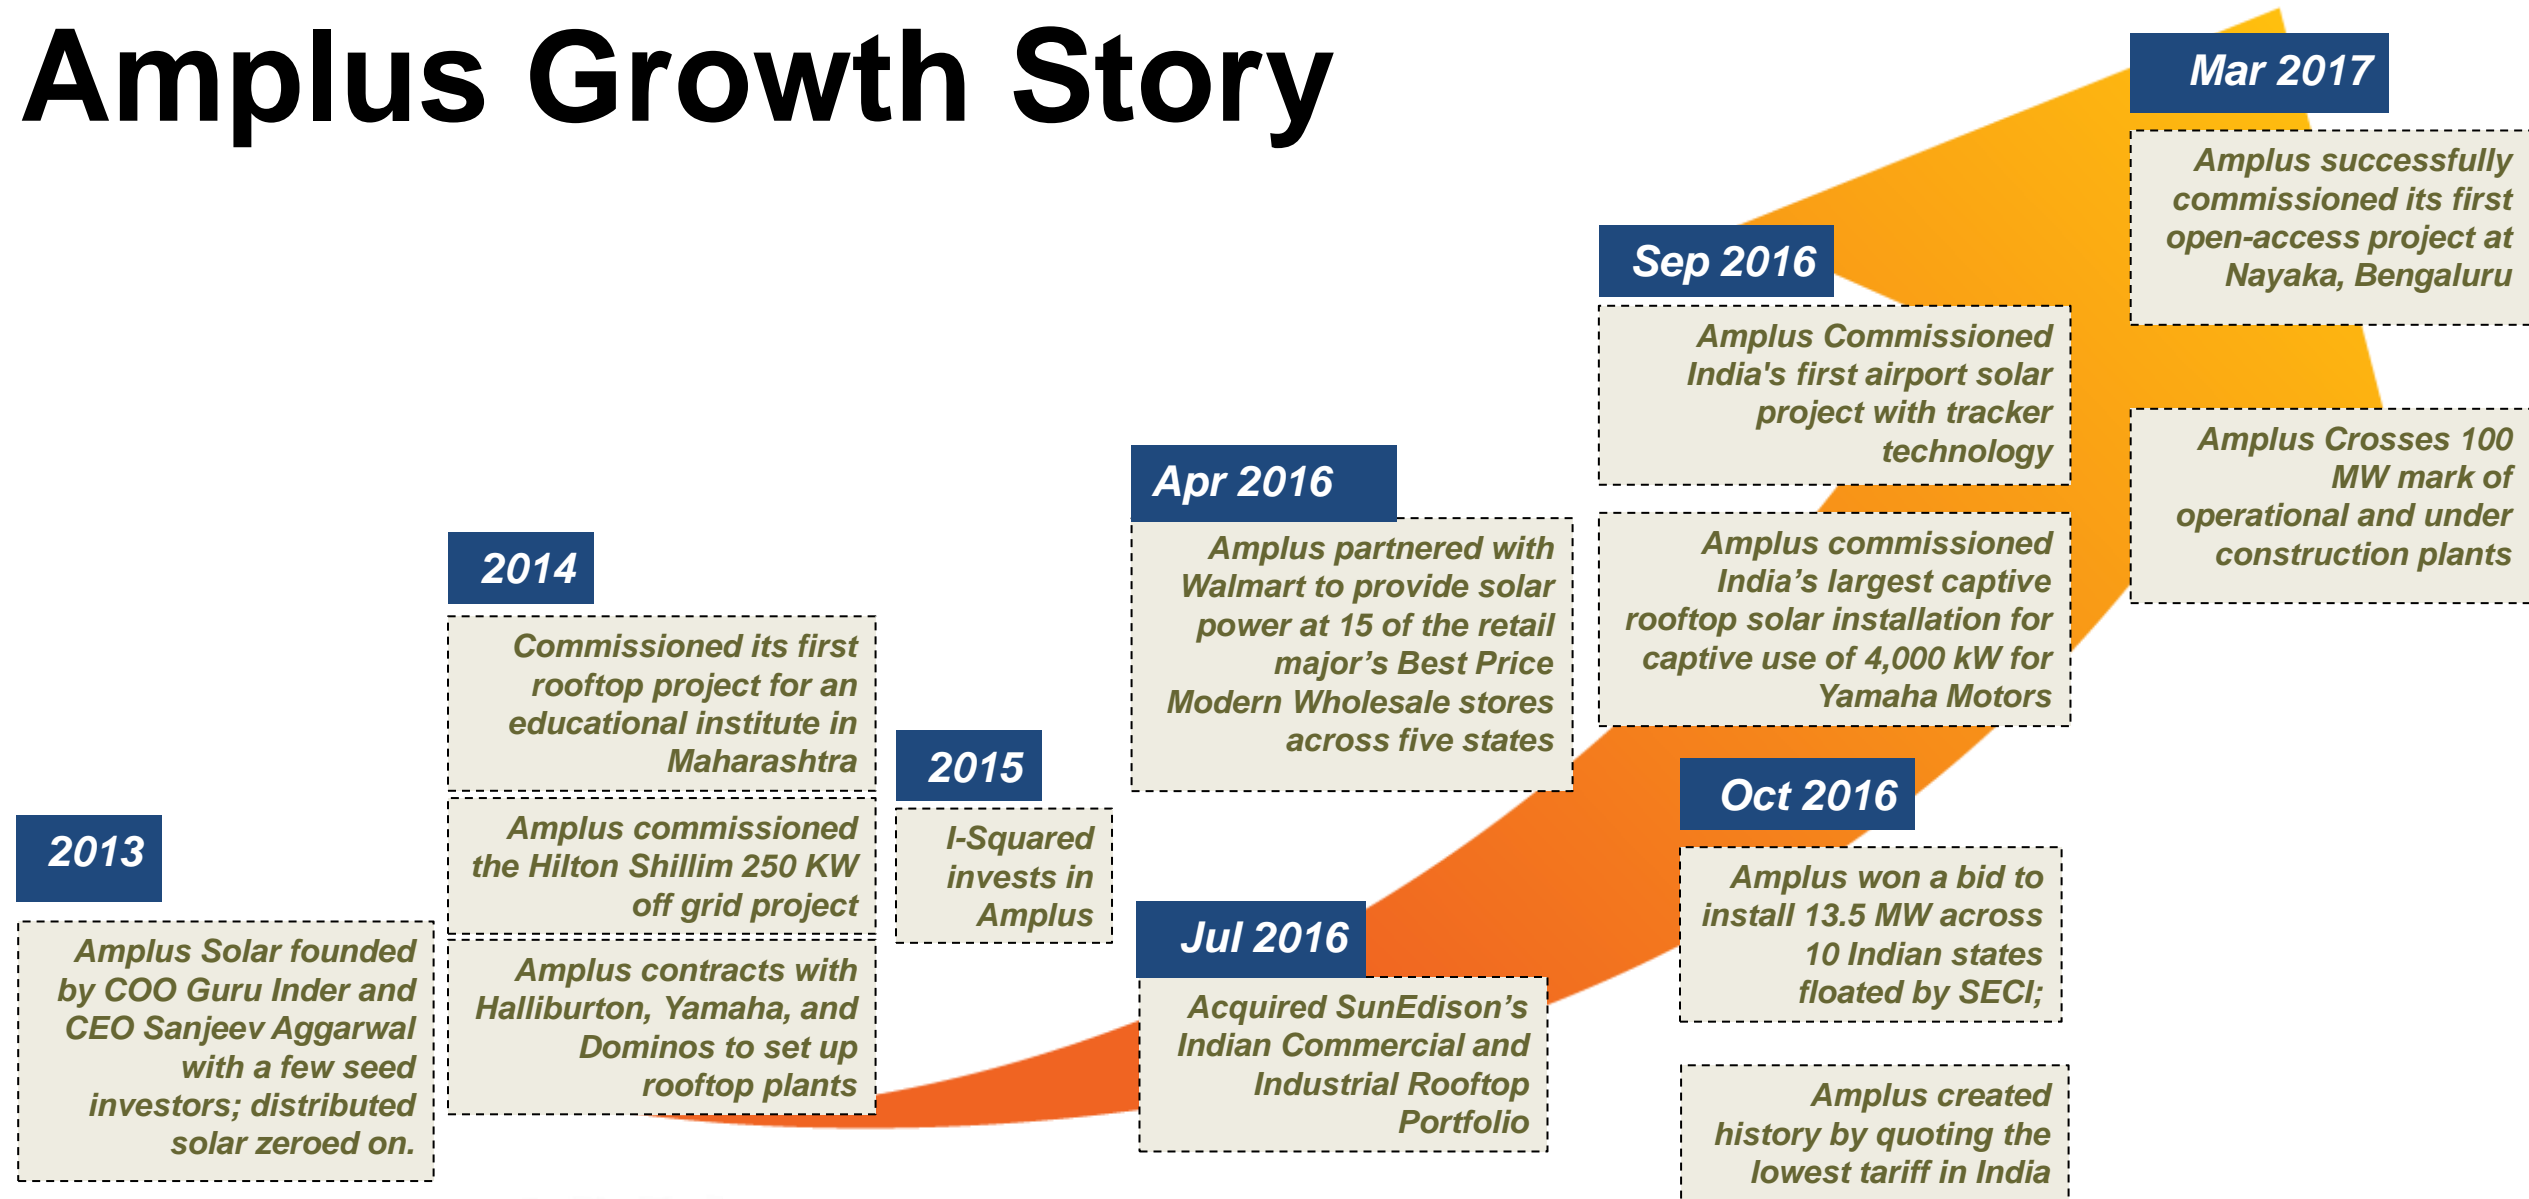 Amplus Growth Story
2013
Amplus Solar founded
by COO Guru Inder and
CEO Sanjeev Aggarwal
with a few seed
investors; distributed
solar zeroed on.
2014
Commissioned its first
rooftop project for an
educational institute in
Maharashtra
Amplus commissioned
the Hilton Shillim 250 KW
off grid project
Amplus contracts with
Halliburton, Yamaha, and
Dominos to set up
rooftop plants
2015
I-Squared
invests in
Amplus
Apr 2016
Amplus partnered with
Walmart to provide solar
power at 15 of the retail
major’s Best Price
Modern Wholesale stores
across five states
Jul 2016
Acquired SunEdison’s
Indian Commercial and
Industrial Rooftop
Portfolio
Sep 2016
Amplus Commissioned
India's first airport solar
project with tracker
technology
Amplus commissioned
India’s largest captive
rooftop solar installation for
captive use of 4,000 kW for
Yamaha Motors
Oct 2016
Amplus won a bid to
install 13.5 MW across
10 Indian states
floated by SECI;
Amplus created
history by quoting the
lowest tariff in India
Mar 2017
Amplus successfully
commissioned its first
open-access project at
Nayaka, Bengaluru
Amplus Crosses 100
MW mark of
operational and under
construction plants